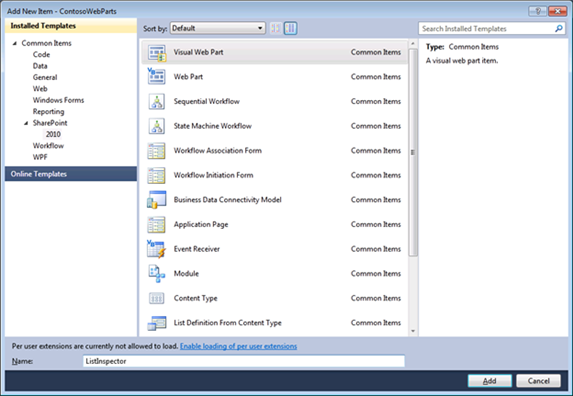 Add New Item - ContosoWebParts
Installed Templates
Common Items
Code
Data
General
Web
Windows Forms
Reporting
SharePoint
2010
Workflow
WPF
Online Templates
Sort by: Default
Visual Web Part Common Items
Web Part Common Items
Sequential Workflow Common Items
State Machine Workflow Common Items
Workflow Association Form Common Items
Workflow Initiation Form Common Items
Business Data Connectivity Model Common Items
Application Page Common Items
Event Receiver Common Items
Module Common Items
Content Type Common Items
List Definition From Content Type Common Items
Search Installed Templates
Type: Common Items
A visual web part item.
Per user extensions are currently not allowed to load. Enable loading of per user extensions
Name: ListInspector
Add Cancel